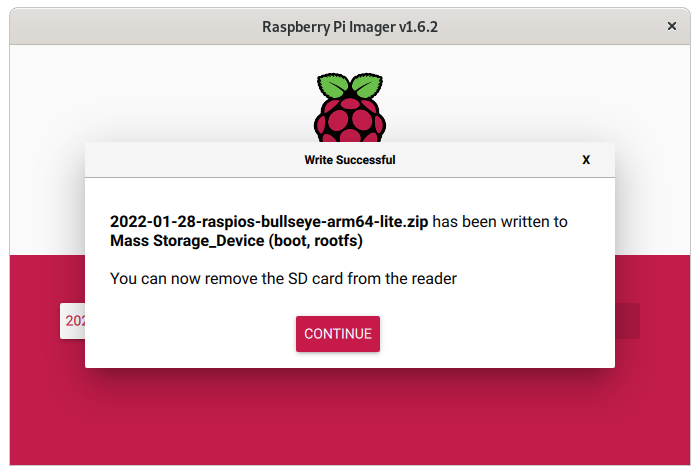 Raspberry Pi Imager v1.6.2
×
Write Successful
X
2022-01-28-raspios-bullseye-arm64-lite.zip has been written to
Mass Storage_Device (boot, rootfs)
You can now remove the SD card from the reader
202
CONTINUE